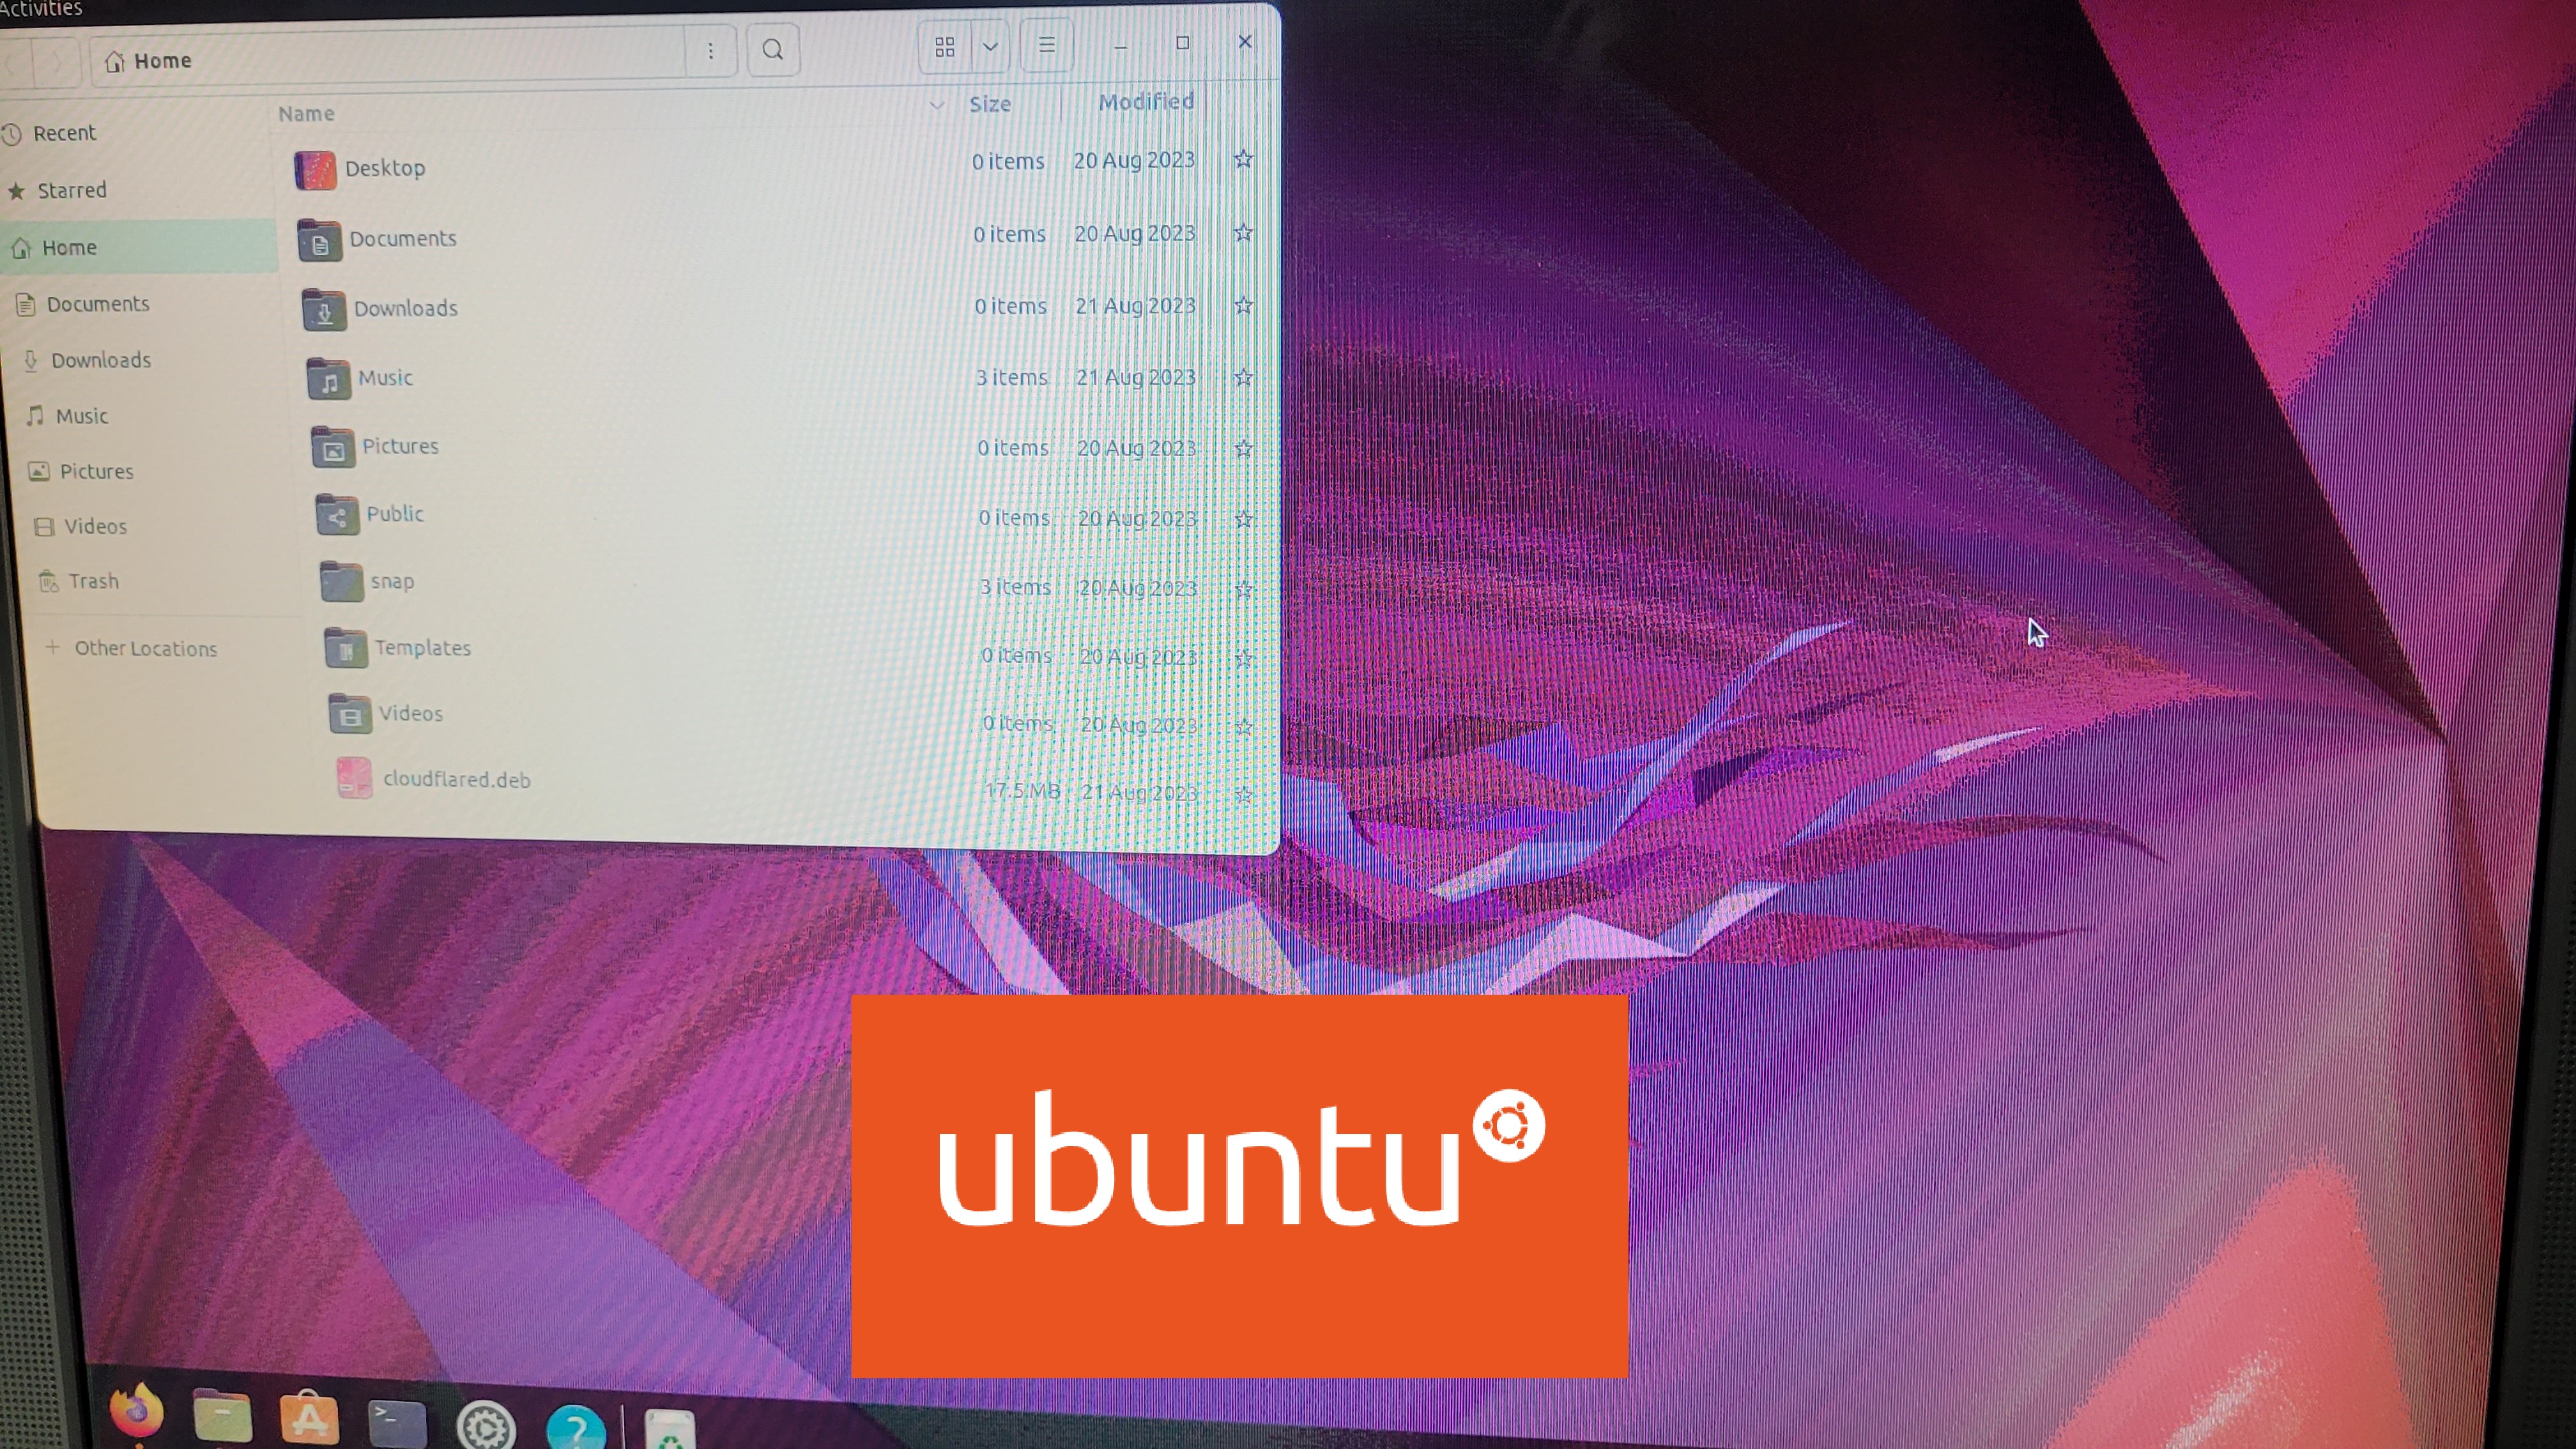 Activities
Home
Name Size Modified
Recent
Starred
Home
Documents
Downloads
Music
Pictures
Videos
Trash
Other Locations
Desktop 0 items 20 Aug 2023
Documents 0 items 20 Aug 2023
Downloads 0 items 21 Aug 2023
Music 3 items 21 Aug 2023
Pictures 0 items 20 Aug 2023
Public 0 items 20 Aug 2023
snap 3 items 20 Aug 2023
Templates 0 items 20 Aug 2023
Videos 0 items 20 Aug 2023
cloudflared.deb 17.5 MB 21 Aug 2023
ubuntu